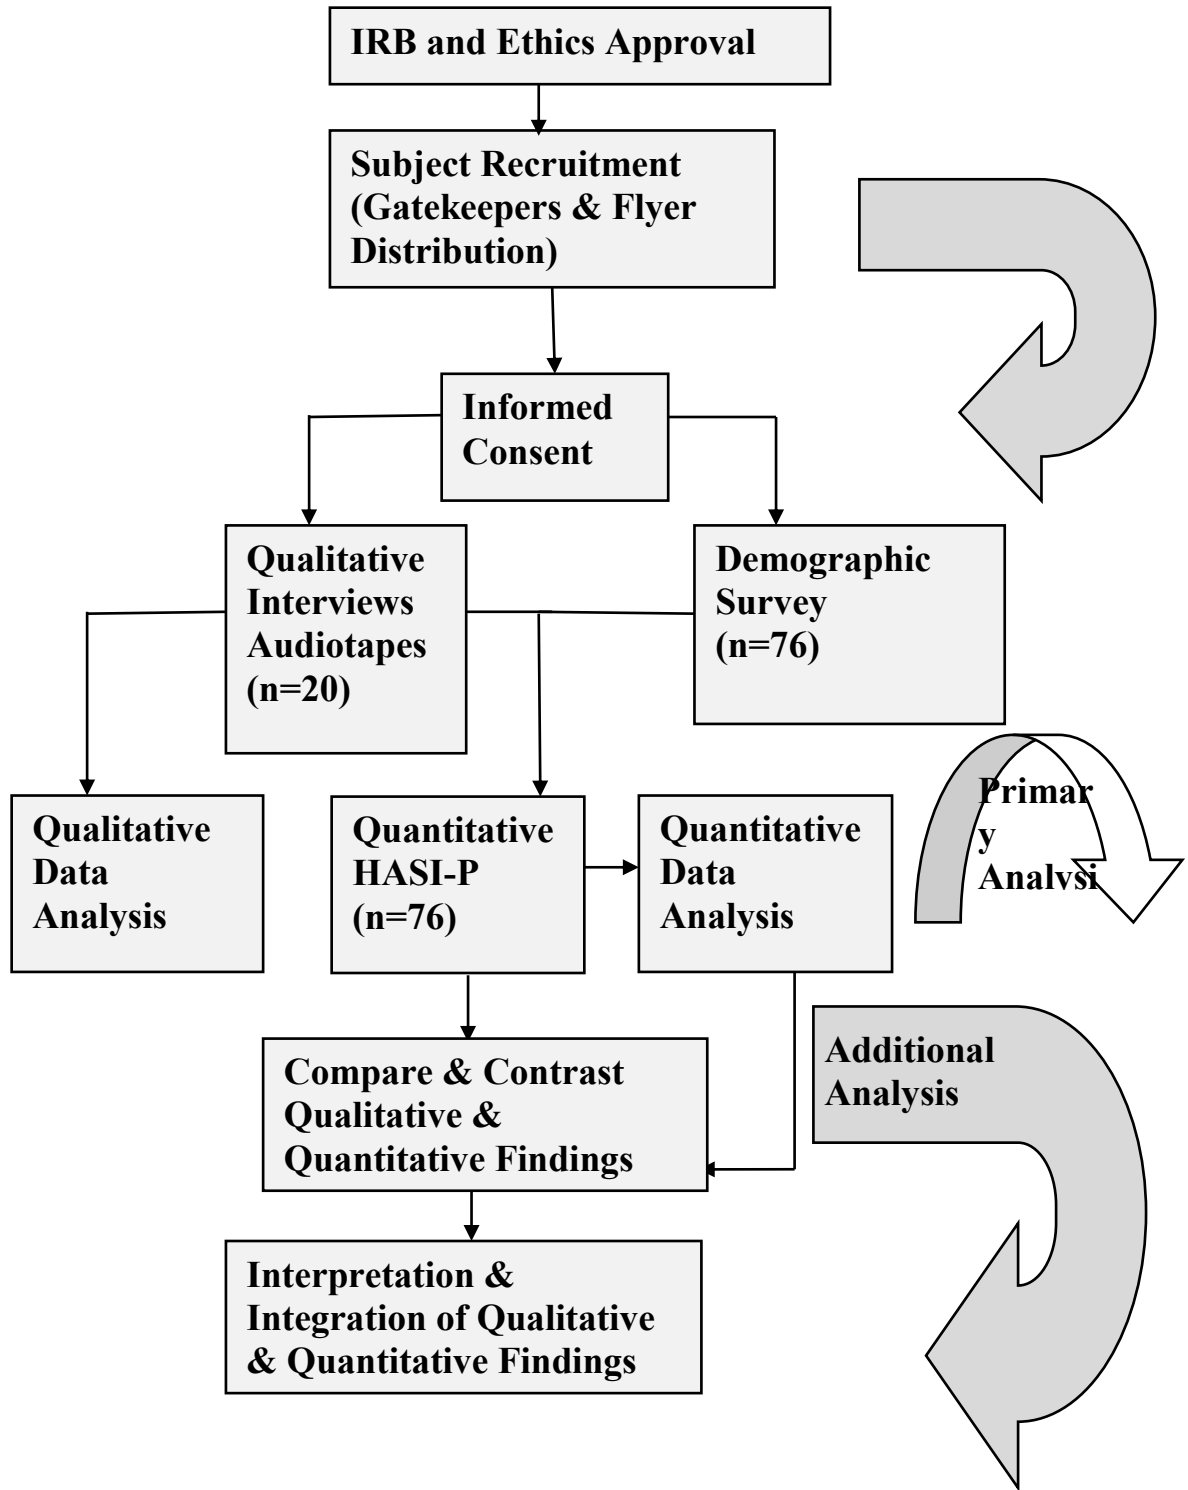 IRB and Ethics Approval
Subject Recruitment
(Gatekeepers & Flyer
Distribution)
Informed
Consent
Qualitative
Interviews
Audiotapes
(n=20)
Demographic
Survey
(n=76)
Qualitative
Data
Analysis
Quantitative
HASI-P
(n=76)
Quantitative
Data
Analysis
Primar
y
Analysi
Additional
Analysis
Compare & Contrast
Qualitative &
Quantitative Findings
Interpretation &
Integration of Qualitative
& Quantitative Findings